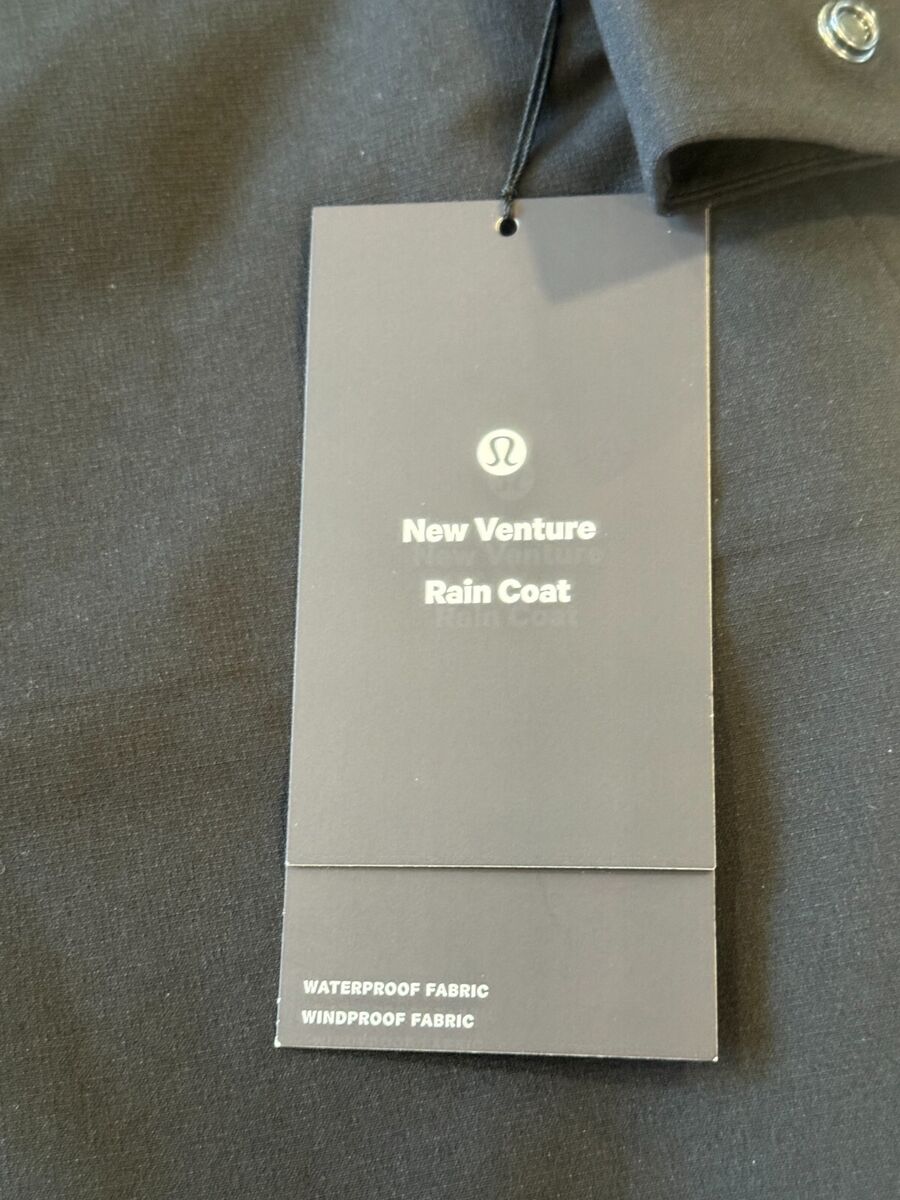 New Venture
Rain Coat
WATERPROOF FABRIC
WINDPROOF FABRIC